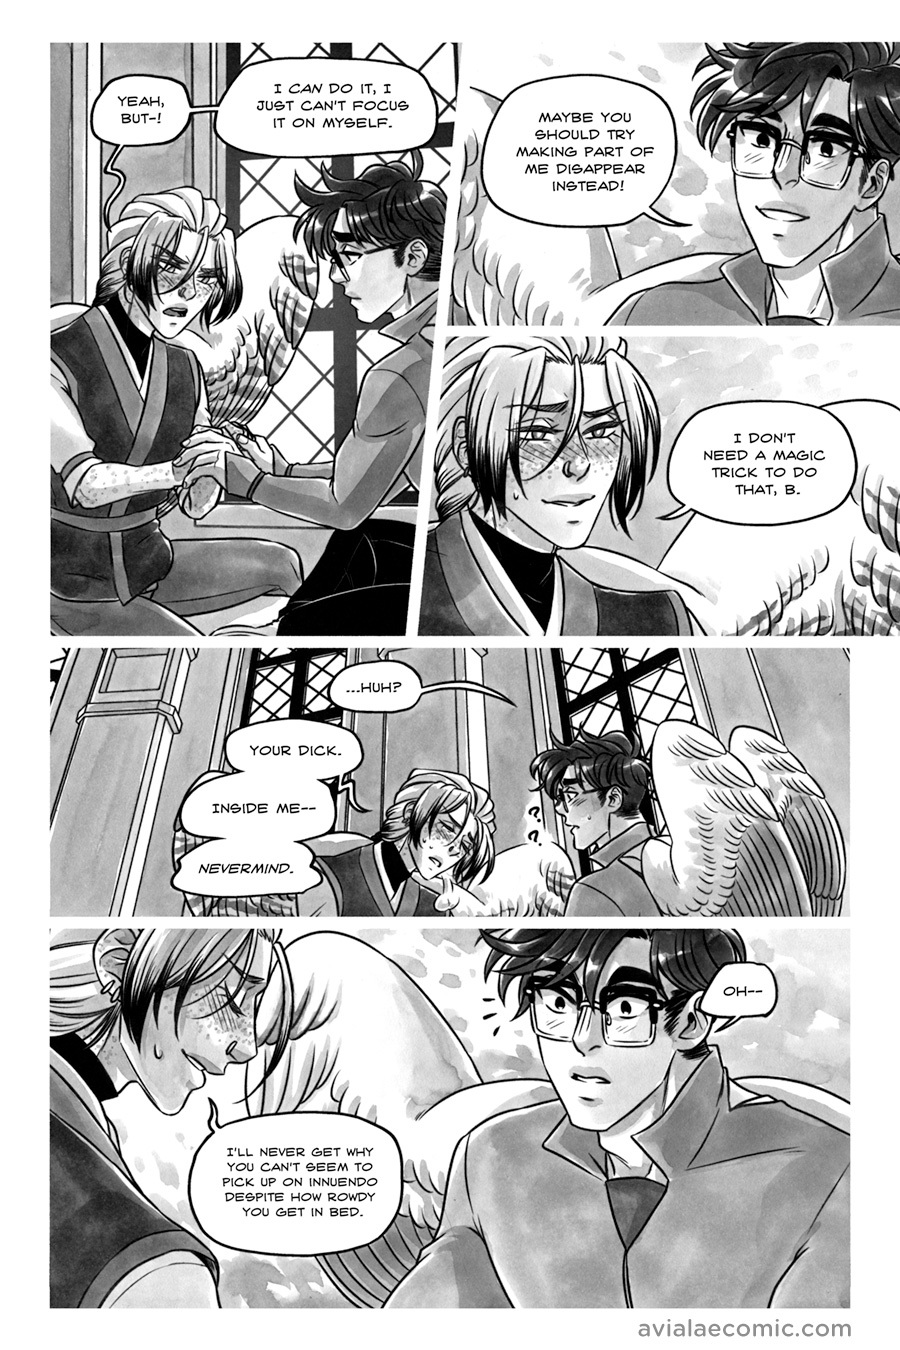 YEAH,
BUT-!
I CAN DO IT, I
JUST CAN'T FOCUS
IT ON MYSELF.
MAYBE YOU
SHOULD TRY
MAKING PART OF
ME DISAPPEAR
INSTEAD!
I DON'T
NEED A MAGIC
TRICK TO DO
THAT, B.
...HUH?
YOUR DICK.
INSIDE ME--
NEVERMIND.
? ? ?
OH--
I'LL NEVER GET WHY
YOU CAN'T SEEM TO
PICK UP ON INNUENDO
DESPITE HOW ROWDY
YOU GET IN BED.
avialaecomic.com